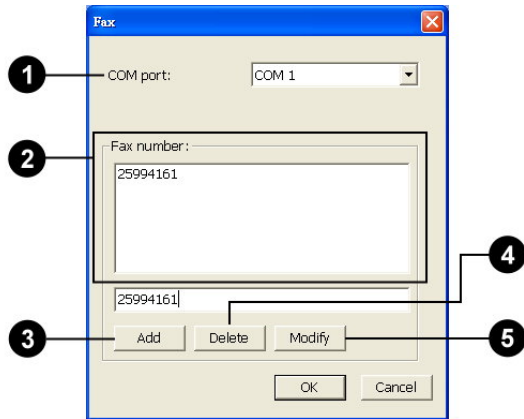 Fax
1 COM port: COM 1
2 Fax number:
25994161
4
25994161
3 Add Delete Modify 5
OK Cancel